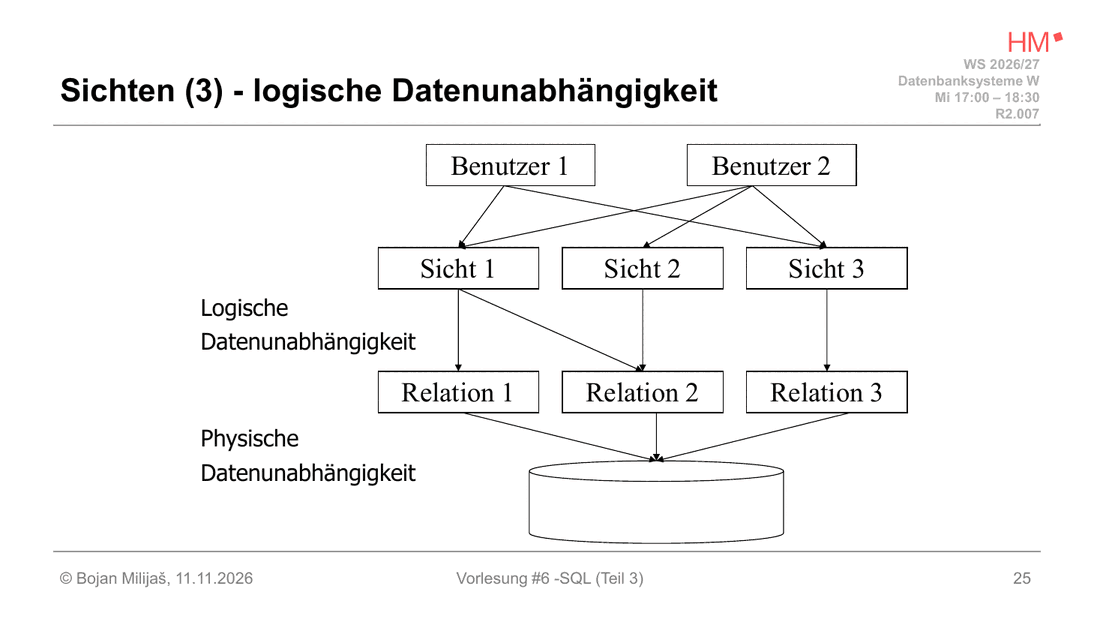 HM
WS 2026/27
Datenbanksysteme W
Mi 17:00 – 18:30
R2.007
Sichten (3) - logische Datenunabhängigkeit
Benutzer 1
Benutzer 2
Sicht 1
Sicht 2
Sicht 3
Logische
Datenunabhängigkeit
Relation 1
Relation 2
Relation 3
Physische
Datenunabhängigkeit
© Bojan Milijaš, 11.11.2026
Vorlesung #6 -SQL (Teil 3)
25